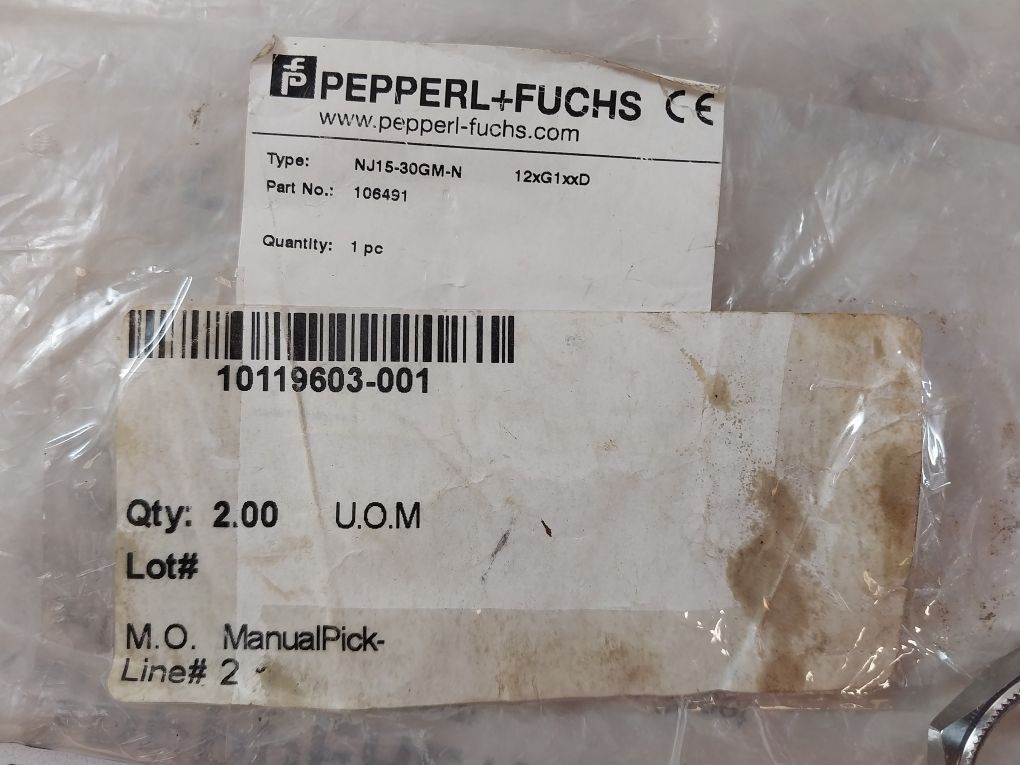 PEPPERL+FUCHS CE
www.pepperl-fuchs.com
Type: NJ15-30GM-N 12xG1xxD
Part No.: 106491
Quantity: 1 pc
10119603-001
Qty: 2.00 U.O.M
Lot#
M.O. ManualPick-
Line# 2